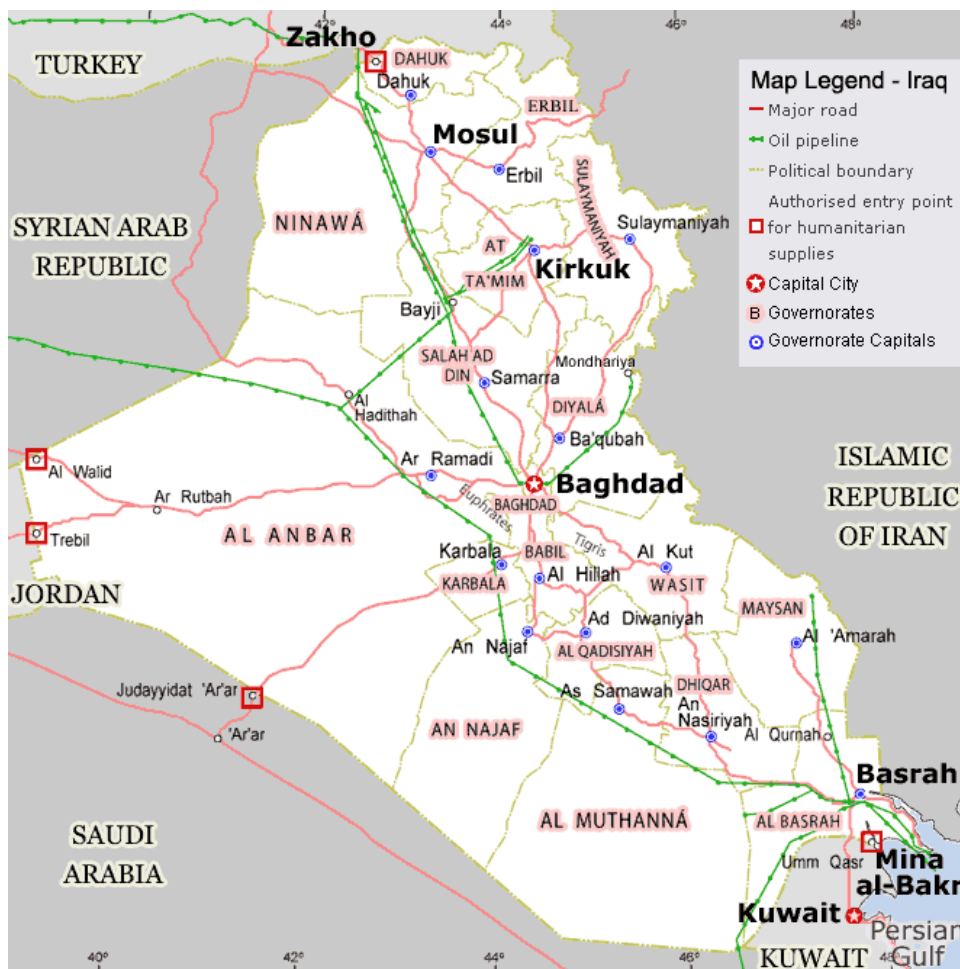 42°
44°
46°
48°
Zakho
TURKEY
DAHUK
Dahuk
ERBIL
Mosul
Erbil
SULAYMANIYAH
Sulaymaniyah
NINAWÁ
SYRIAN ARAB
REPUBLIC
AT
TA'MIM
Kirkuk
Bayji
SALAH AD
DIN
Samarra
Mondhariya
DIYALÁ
Ba'qubah
Al
Hadithah
Map Legend - Iraq
Major road
Oil pipeline
Political boundary
Authorised entry point
for humanitarian
supplies
Capital City
B Governorates
Governorate Capitals
Al Walid
Ar Rutbah
Ar Ramadi
Baghdad
BAGHDAD
ISLAMIC
REPUBLIC
OF IRAN
Trebil
AL ANBAR
Euphrates
Tigris
Karbala
KARBALA
BABIL
Al Hillah
Al Kut
WASIT
JORDAN
An Najaf
Ad Diwaniyah
AL QADISIYAH
MAYSAN
Al 'Amarah
Judayyidat 'Ar'ar
'Ar'ar
AN NAJAF
As Samawah
DHIQAR
An
Nasiriyah
Al Qurnah
Basrah
AL MUTHANNÁ
AL BASRAH
SAUDI
ARABIA
Umm Qasr
Mina
al-Bakr
Kuwait
KUWAIT
Persian
Gulf
40°
42°
44°
46°
48°